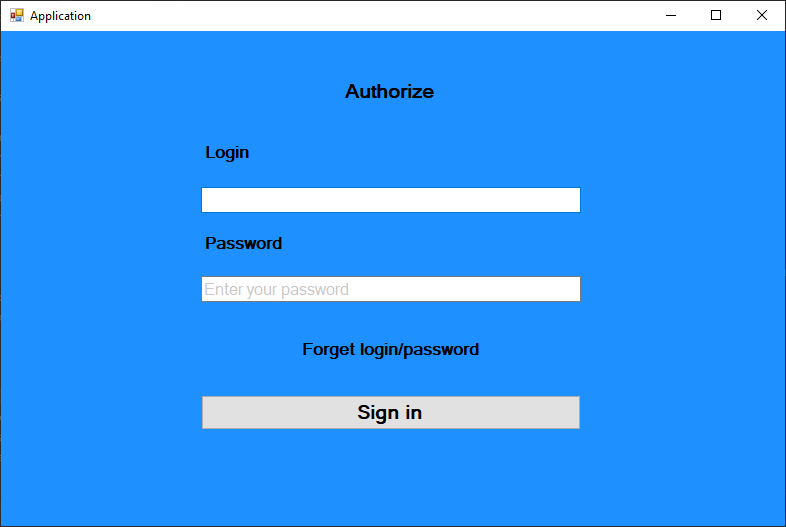 Application
Authorize
Login
Password
Enter your password
Forget login/password
Sign in